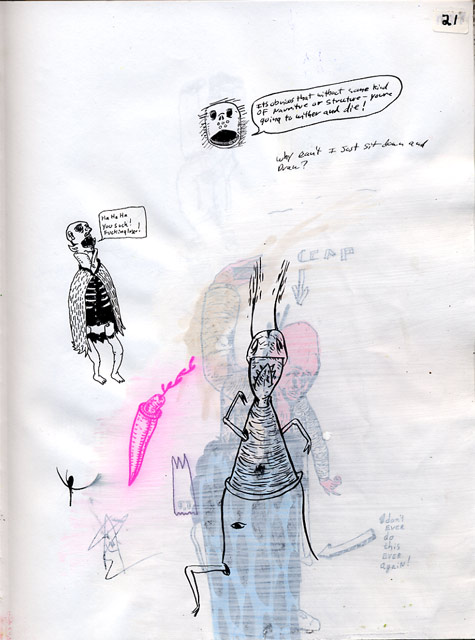 21
It's obvious that without some kind
OF Narrative or Structure - you're
going to wither and die!
Why Can't I Just Sit down and
Draw?
Ha Ha Ha
You Suck!
Fucking loser!
CRAP
don't
EVER
do
this
EVER
again!